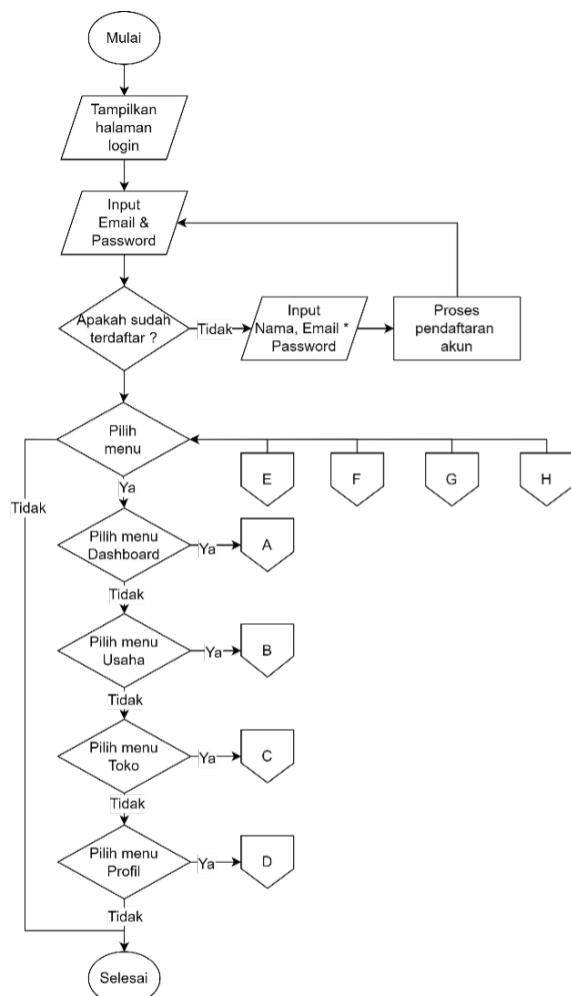 Mulai
Tampilkan
halaman
login
Input
Email &
Password
Apakah sudah
terdaftar ?
Tidak
Input
Nama, Email *
Password
Proses
pendaftaran
akun
Pilih
menu
E
F
G
H
Tidak
Ya
Pilih menu
Dashboard
Ya
A
Tidak
Pilih menu
Usaha
Ya
B
Tidak
Pilih menu
Toko
Ya
C
Tidak
Pilih menu
Profil
Ya
D
Tidak
Selesai